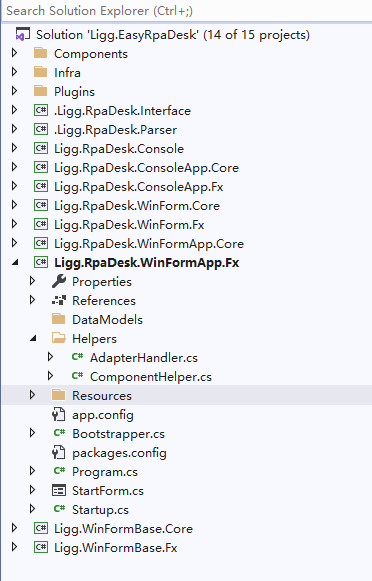 Search Solution Explorer (Ctrl+;)
Solution 'Ligg.EasyRpaDesk' (14 of 15 projects)
Components
Infra
Plugins
C# .Ligg.RpaDesk.Interface
C# .Ligg.RpaDesk.Parser
C# Ligg.RpaDesk.Console
C# Ligg.RpaDesk.ConsoleApp.Core
C# Ligg.RpaDesk.ConsoleApp.Fx
C# Ligg.RpaDesk.WinForm.Core
C# Ligg.RpaDesk.WinForm.Fx
C# Ligg.RpaDesk.WinFormApp.Core
C# Ligg.RpaDesk.WinFormApp.Fx
Properties
References
DataModels
Helpers
C# AdapterHandler.cs
C# ComponentHelper.cs
Resources
app.config
C# Bootstrapper.cs
packages.config
C# Program.cs
StartForm.cs
C# Startup.cs
C# Ligg.WinFormBase.Core
C# Ligg.WinFormBase.Fx